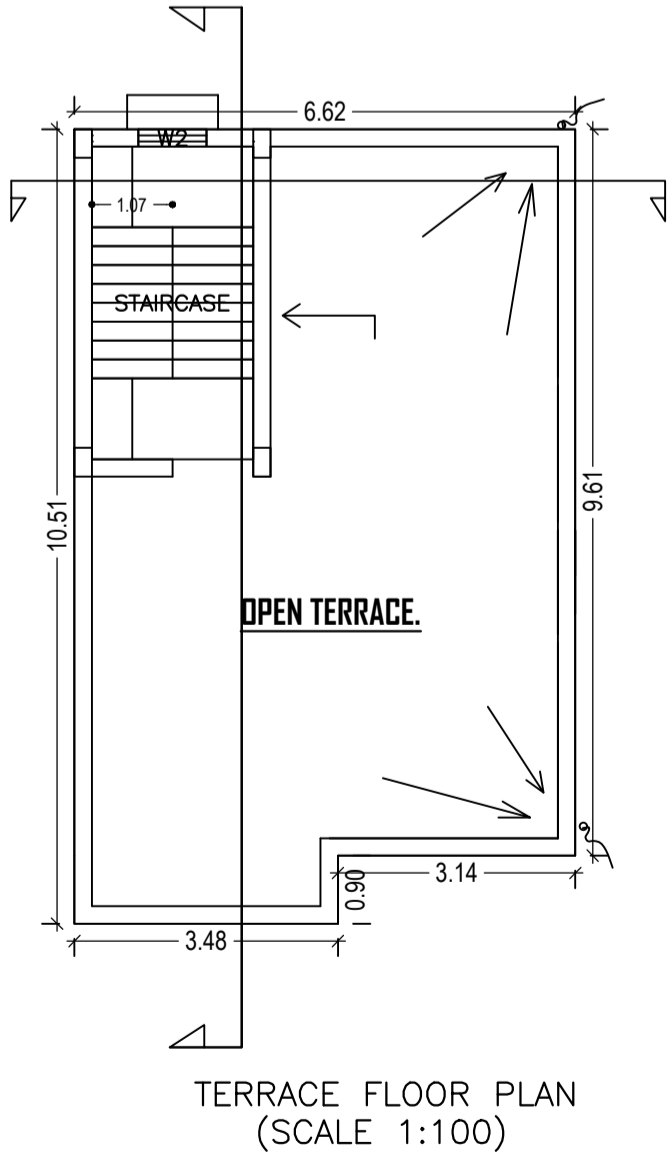 6.62
W2
1.07
STAIRCASE
10.51
9.61
OPEN TERRACE.
0.90
3.14
3.48
TERRACE FLOOR PLAN
(SCALE 1:100)